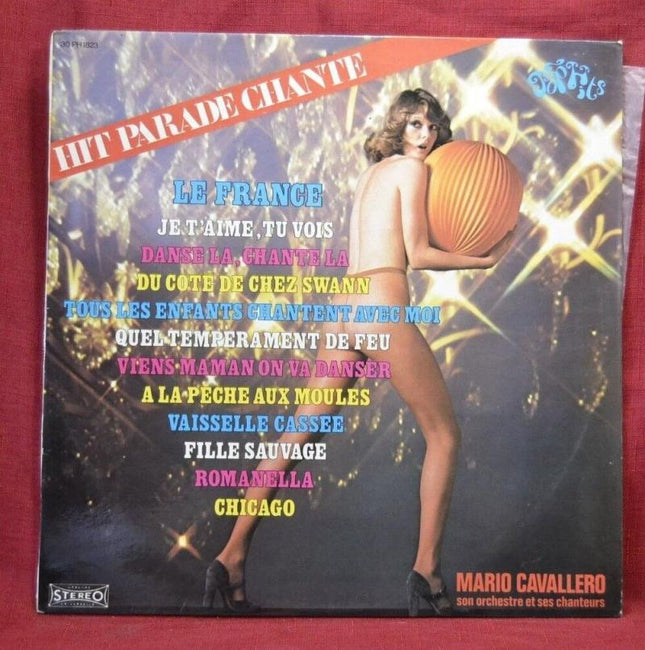 30 PH 1823
HIT PARADE CHANTE
POP Hits
LE FRANCE
JE T'AIME, TU VOIS
DANSE LA, CHANTE LA
DU COTE DE CHEZ SWANN
TOUS LES ENFANTS CHANTENT AVEC MOI
QUEL TEMPERAMENT DE FEU
VIENS MAMAN ON VA DANSER
A LA PECHE AUX MOULES
VAISSELLE CASSEE
FILLE SAUVAGE
ROMANELLA
CHICAGO
STEREO
MARIO CAVALLERO
son orchestre et ses chanteurs